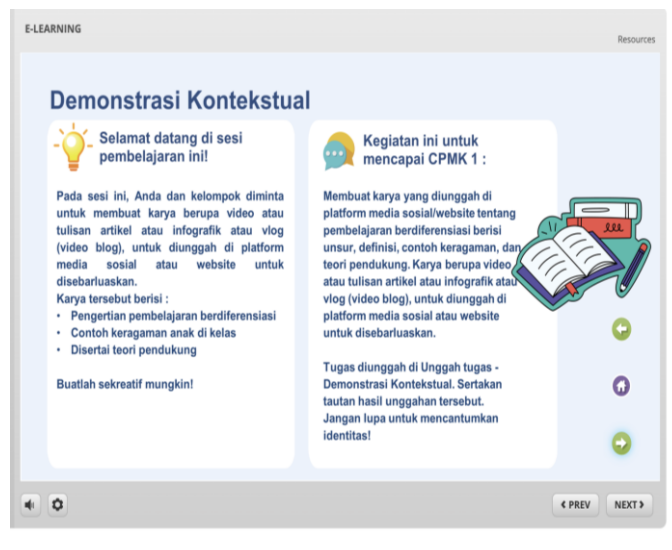 E-LEARNING
Resources
Demonstrasi Kontekstual
Selamat datang di sesi
pembelajaran ini!
Pada sesi ini, Anda dan kelompok diminta
untuk membuat karya berupa video atau
tulisan artikel atau infografik atau vlog
(video blog), untuk diunggah di platform
media sosial atau website untuk
disebarluaskan.
Karya tersebut berisi :
• Pengertian pembelajaran berdiferensiasi
• Contoh keragaman anak di kelas
• Disertai teori pendukung
Buatlah sekreatif mungkin!
Kegiatan ini untuk
mencapai CPMK 1 :
Membuat karya yang diunggah di
platform media sosial/website tentang
pembelajaran berdiferensiasi berisi
unsur, definisi, contoh keragaman, dan
teori pendukung. Karya berupa video
atau tulisan artikel atau infografik atau
vlog (video blog), untuk diunggah di
platform media sosial atau website
untuk disebarluaskan.
Tugas diunggah di Unggah tugas -
Demonstrasi Kontekstual. Sertakan
tautan hasil unggahan tersebut.
Jangan lupa untuk mencantumkan
identitas!
PREV
NEXT